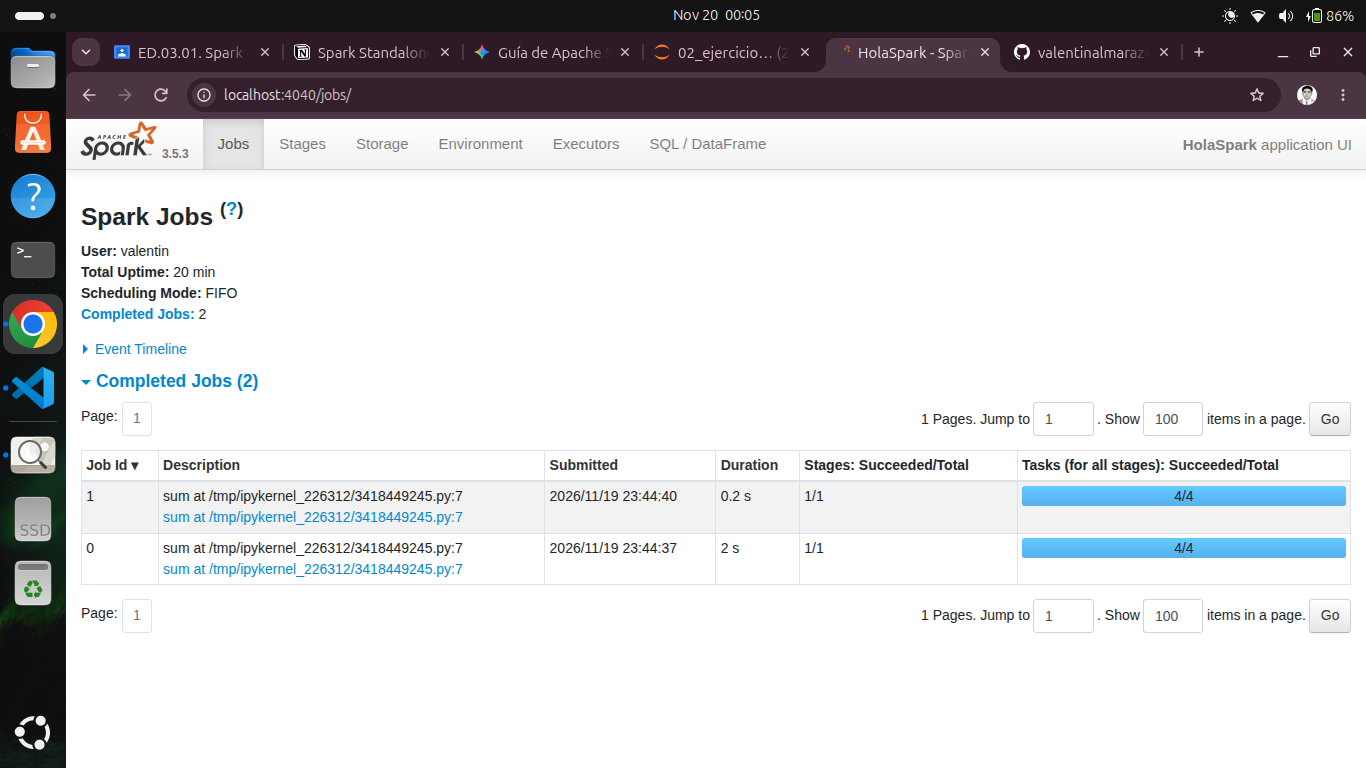 Nov 20 00:05
86%
ED.03.01. Spark
Spark Standalon
Guía de Apache S
02_ejercicio… (2
HolaSpark - Spar
valentinalmaraz
localhost:4040/jobs/
APACHE Spark 3.5.3
Jobs
Stages
Storage
Environment
Executors
SQL / DataFrame
HolaSpark application UI
Spark Jobs (?)
User: valentin
Total Uptime: 20 min
Scheduling Mode: FIFO
Completed Jobs: 2
Event Timeline
Completed Jobs (2)
Page: 1
1 Pages. Jump to 1 . Show 100 items in a page. Go
Job Id ▾ Description Submitted Duration Stages: Succeeded/Total Tasks (for all stages): Succeeded/Total
1 sum at /tmp/ipykernel_226312/3418449245.py:7 2026/11/19 23:44:40 0.2 s 1/1 4/4
sum at /tmp/ipykernel_226312/3418449245.py:7
0 sum at /tmp/ipykernel_226312/3418449245.py:7 2026/11/19 23:44:37 2 s 1/1 4/4
sum at /tmp/ipykernel_226312/3418449245.py:7
Page: 1
1 Pages. Jump to 1 . Show 100 items in a page. Go
SSD